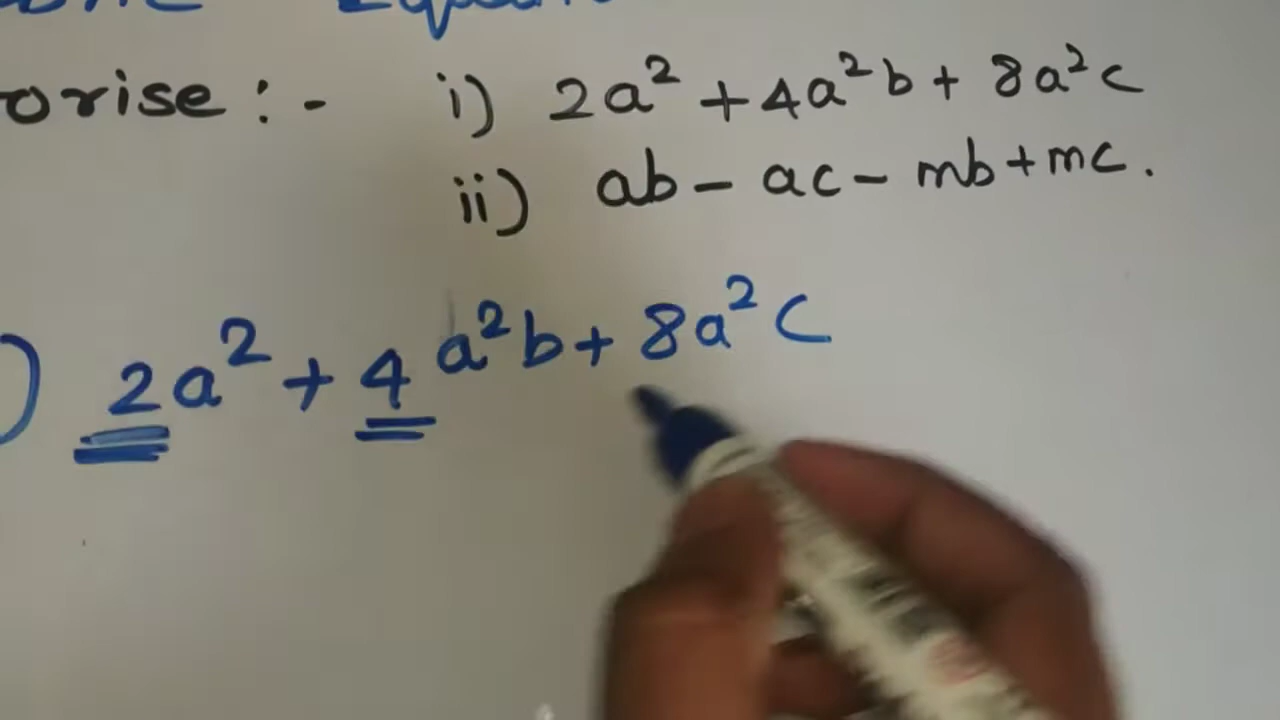 orise :- i) 2a² + 4a²b + 8a²c
ii) ab - ac - mb + mc.
) 2a² + 4a²b + 8a²c